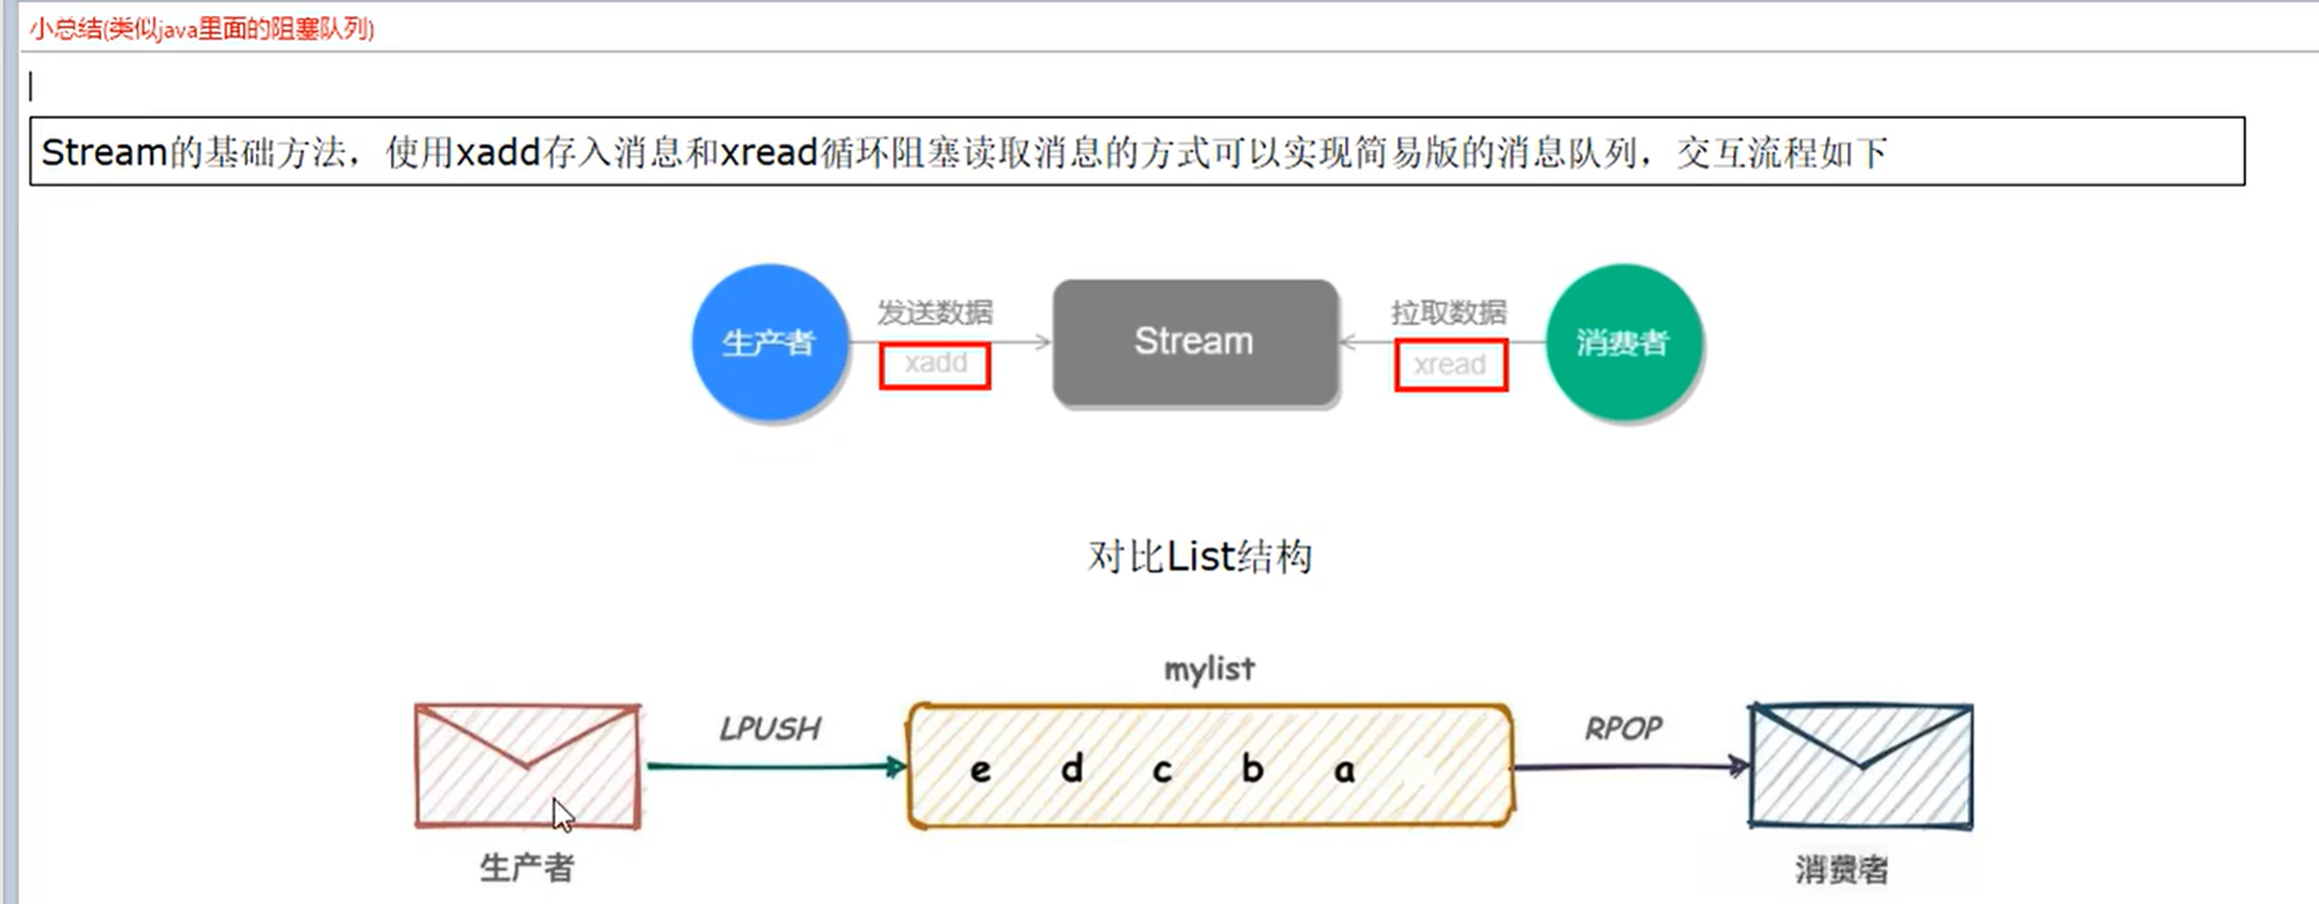 小总结(类似java里面的阻塞队列)
Stream的基础方法，使用xadd存入消息和xread循环阻塞读取消息的方式可以实现简易版的消息队列，交互流程如下
生产者
发送数据
xadd
Stream
拉取数据
xread
消费者
对比List结构
mylist
LPUSH
e d c b a
RPOP
生产者
消费者